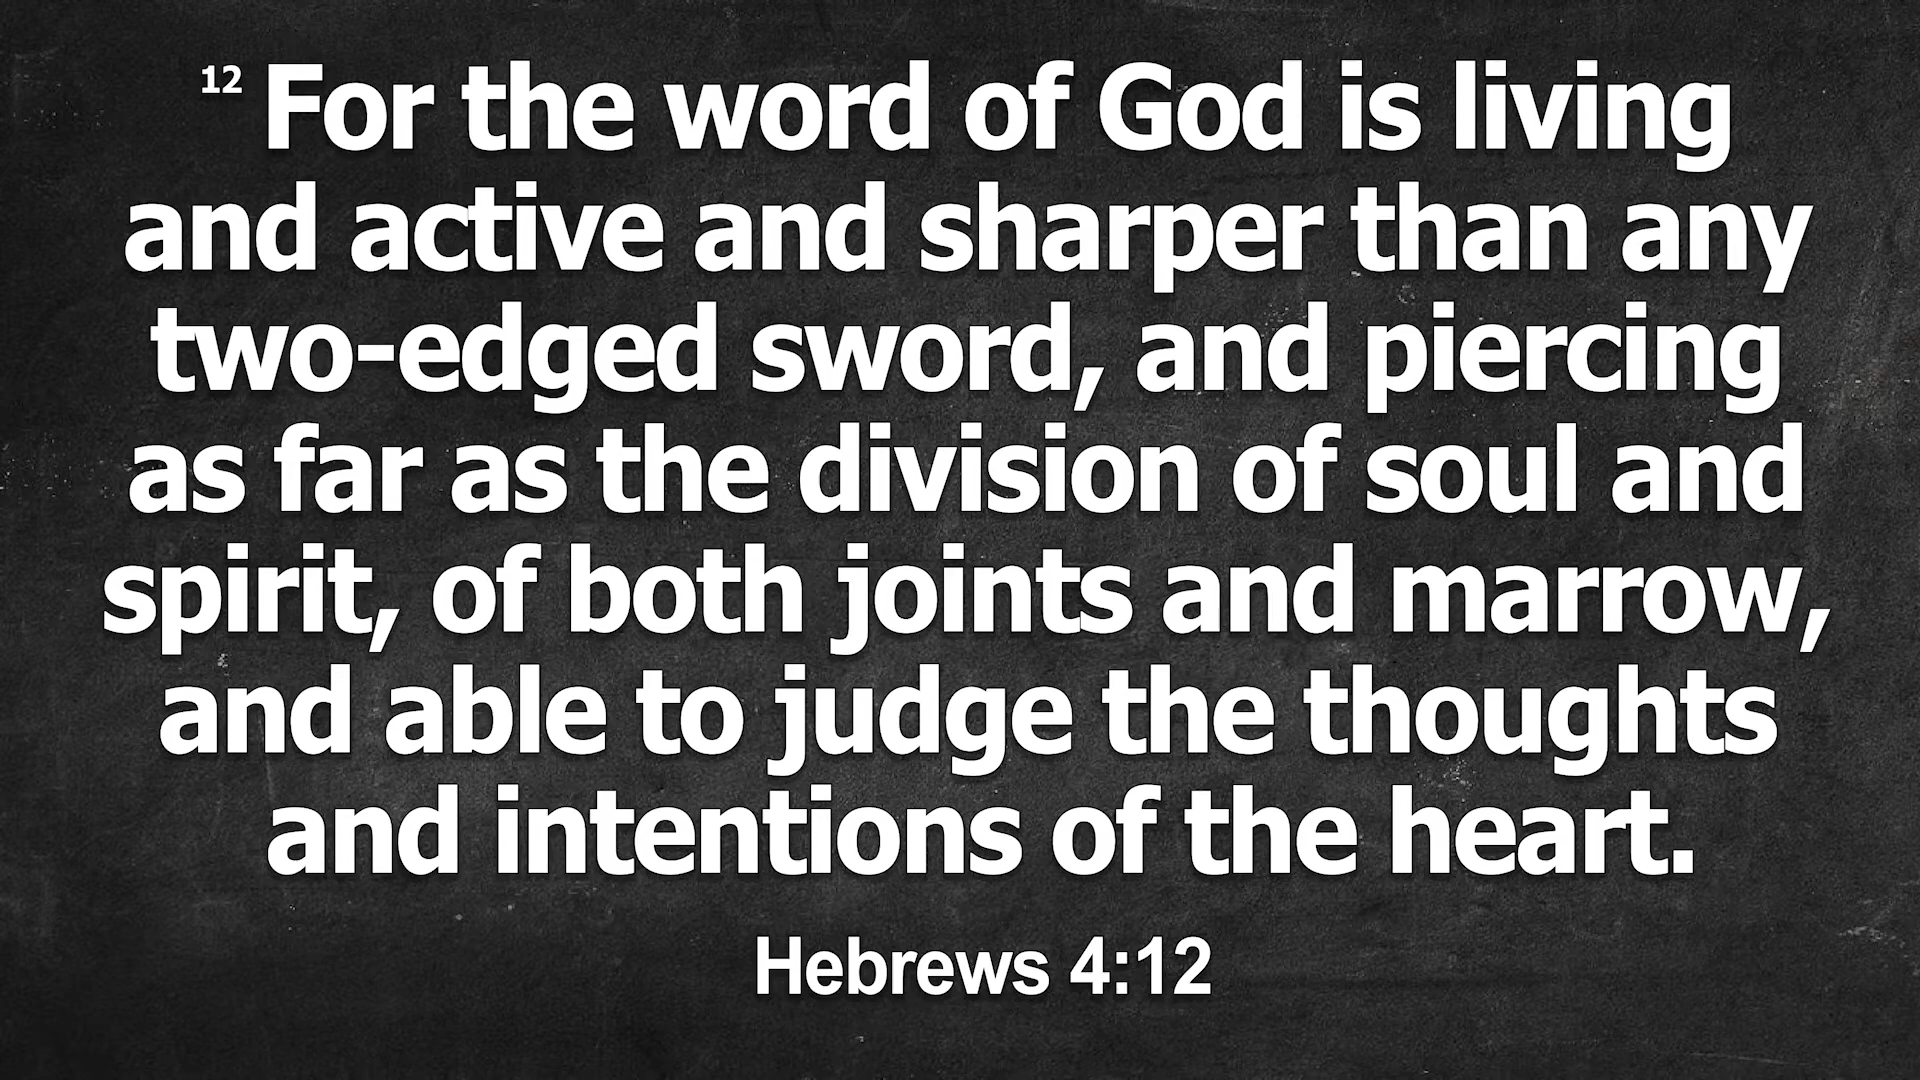 12 For the word of God is living
and active and sharper than any
two-edged sword, and piercing
as far as the division of soul and
spirit, of both joints and marrow,
and able to judge the thoughts
and intentions of the heart.
Hebrews 4:12